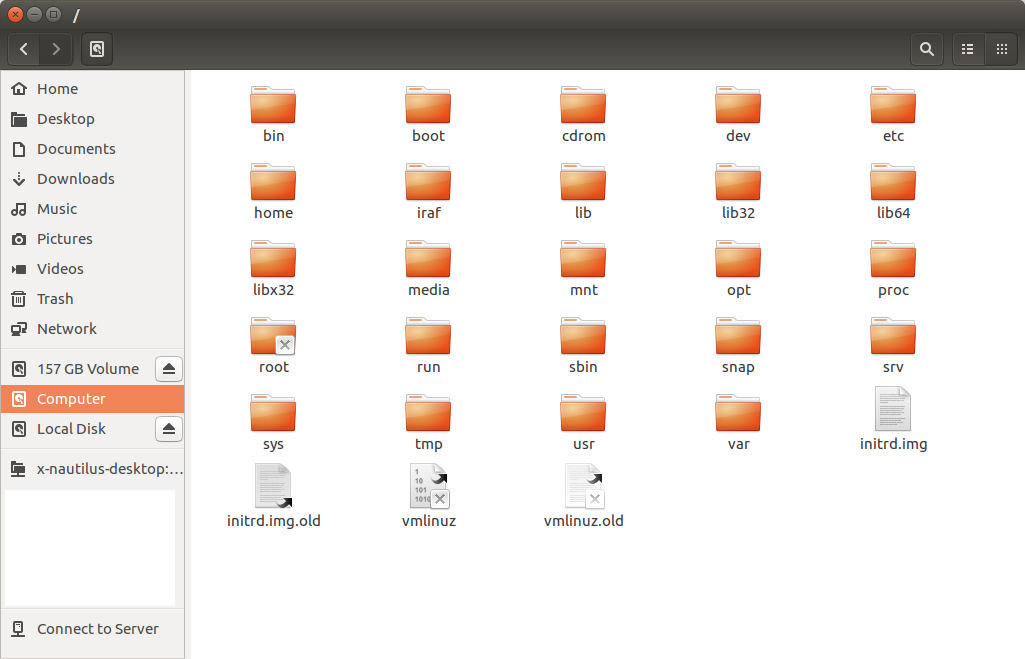 /
Home
Desktop
Documents
Downloads
Music
Pictures
Videos
Trash
Network
157 GB Volume
Computer
Local Disk
x-nautilus-desktop:...
Connect to Server
bin boot cdrom dev etc
home iraf lib lib32 lib64
libx32 media mnt opt proc
root run sbin snap srv
sys tmp usr var initrd.img
initrd.img.old vmlinuz vmlinuz.old